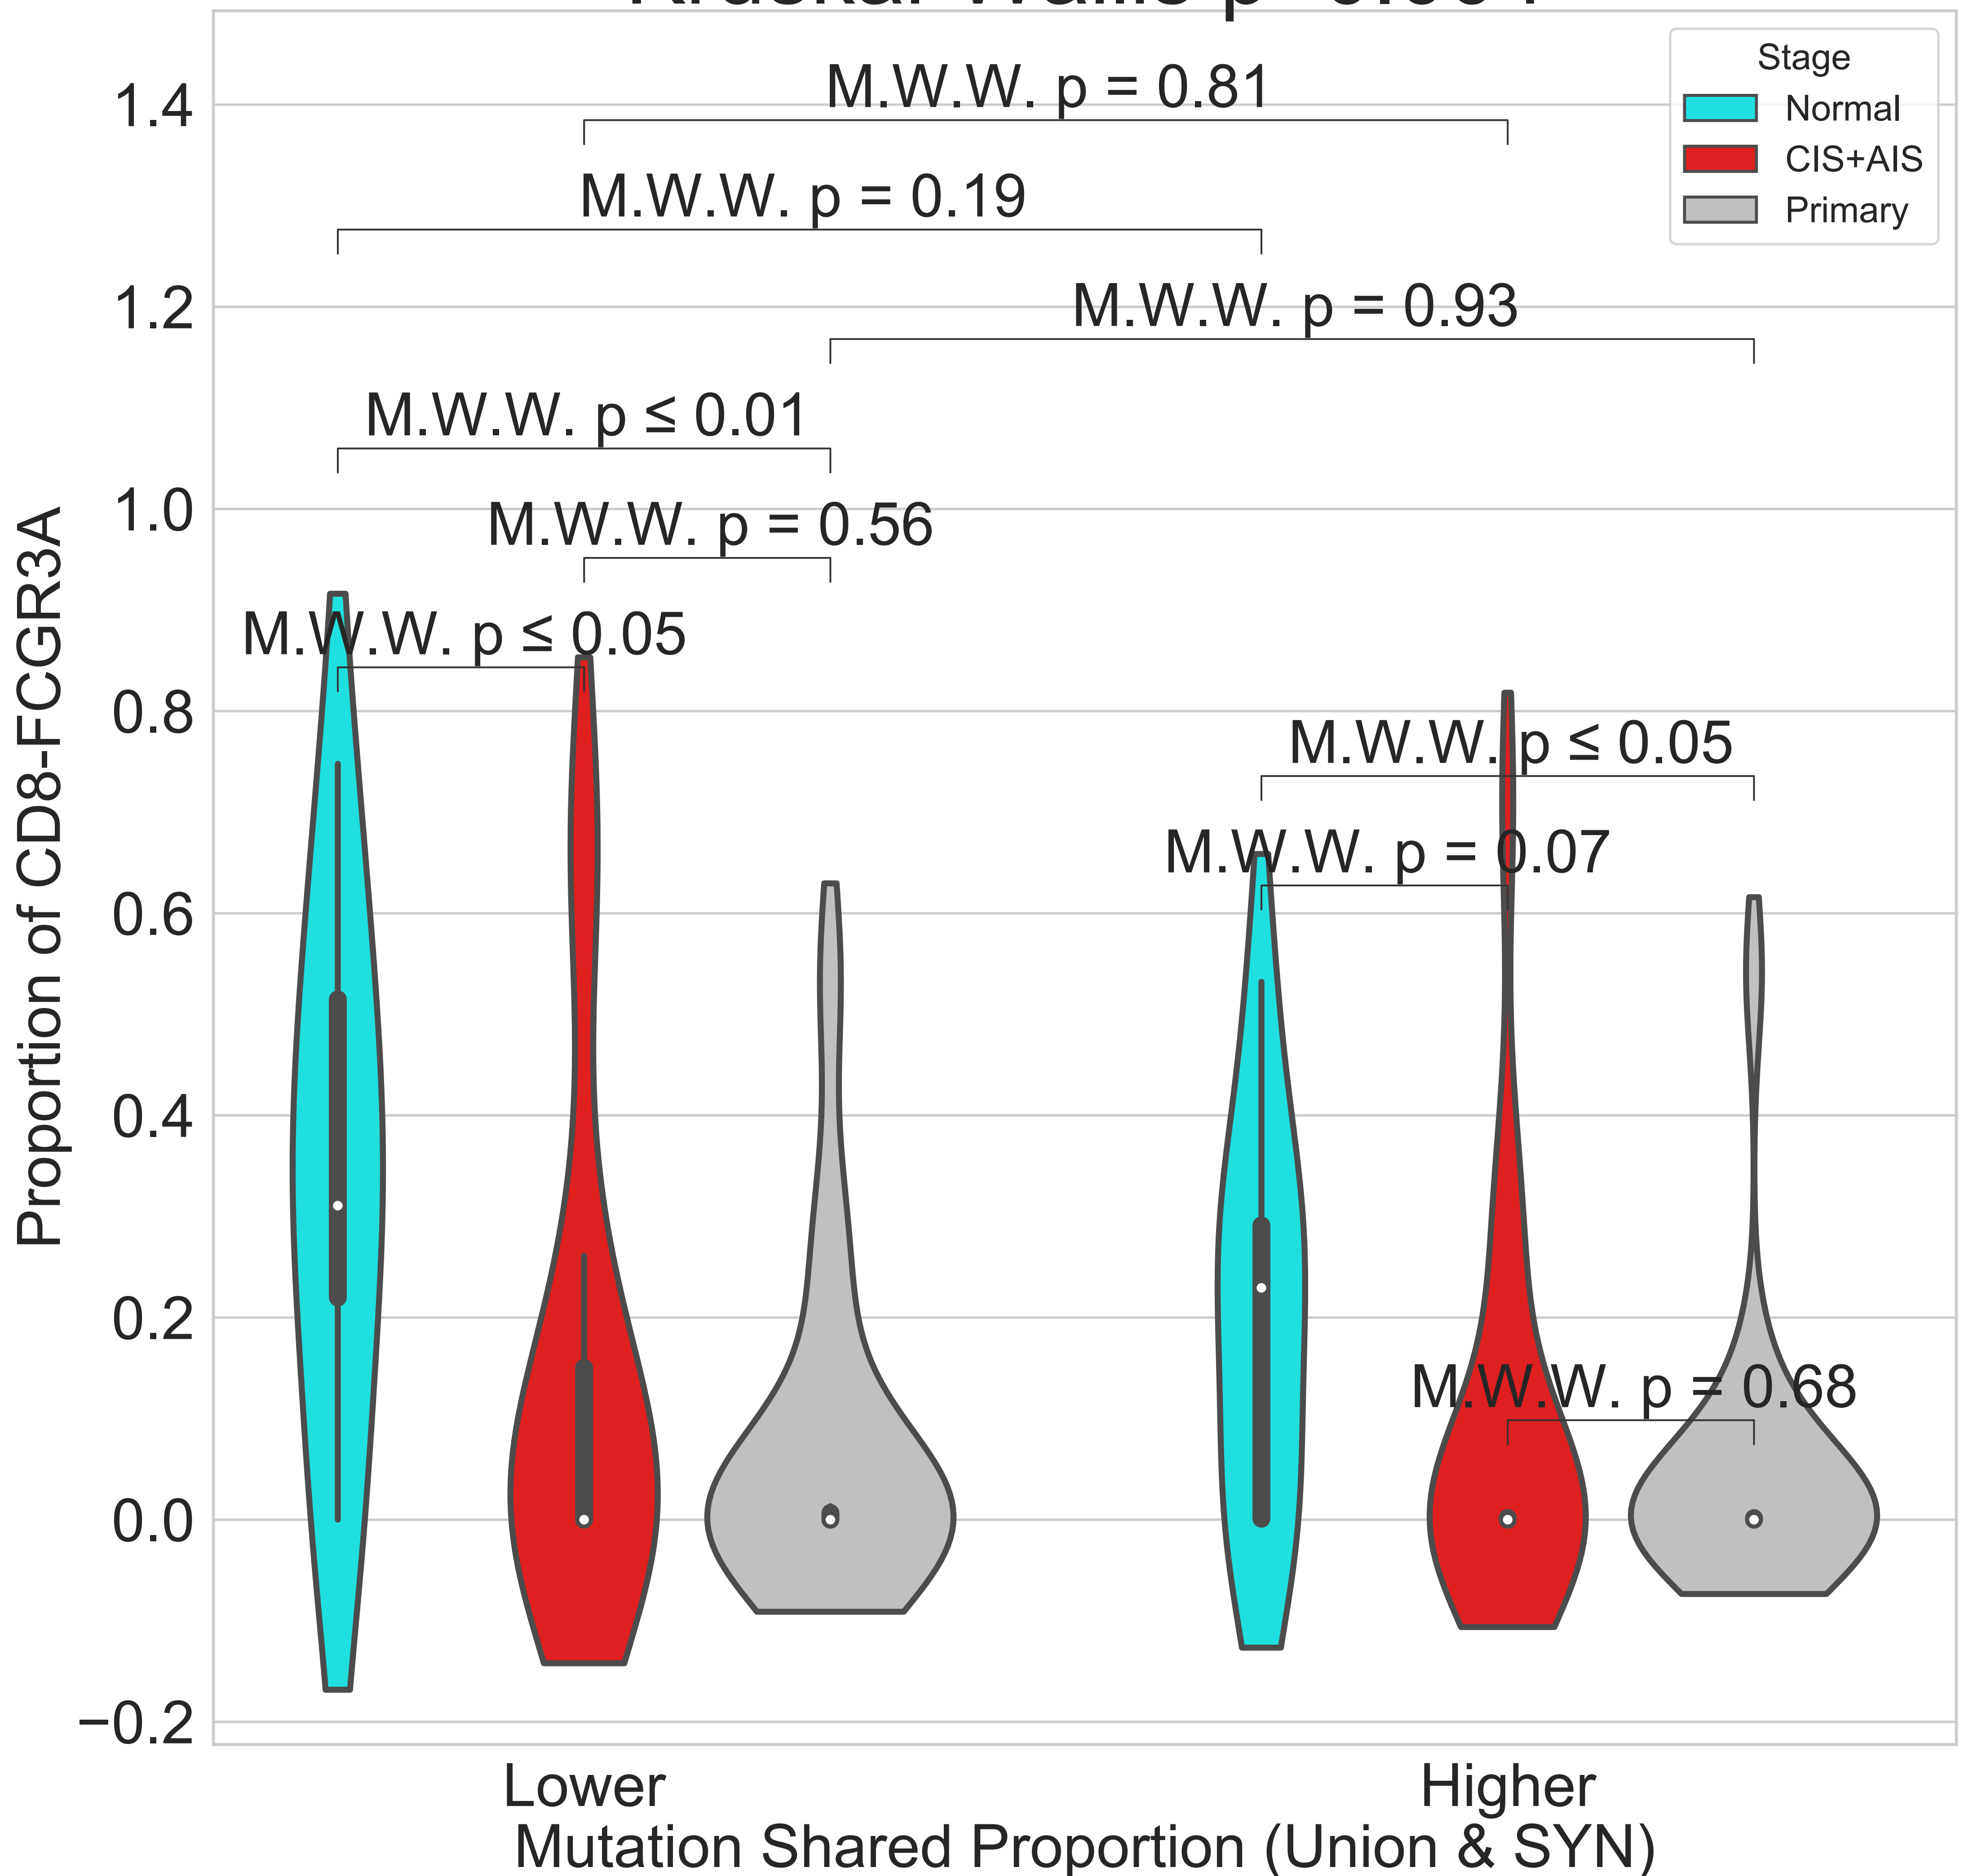 Stage
Normal
CIS+AIS
Primary
M.W.W. p = 0.81
M.W.W. p = 0.19
M.W.W. p = 0.93
M.W.W. p ≤ 0.01
M.W.W. p = 0.56
M.W.W. p ≤ 0.05
M.W.W. p ≤ 0.05
M.W.W. p = 0.07
M.W.W. p = 0.68
1.4
1.2
1.0
0.8
0.6
0.4
0.2
0.0
−0.2
Proportion of CD8-FCGR3A
Lower
Higher
Mutation Shared Proportion (Union & SYN)